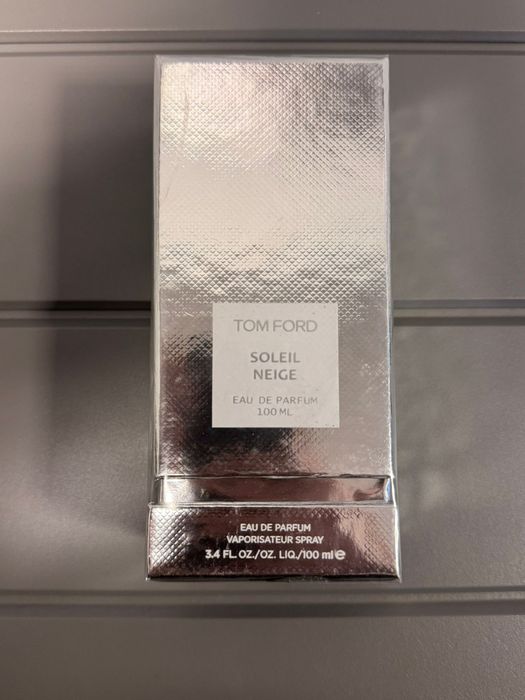 TOM FORD
SOLEIL
NEIGE
EAU DE PARFUM
100 ML
EAU DE PARFUM
VAPORISATEUR SPRAY
3.4 FL. OZ./OZ. LIQ./100 ml ℮